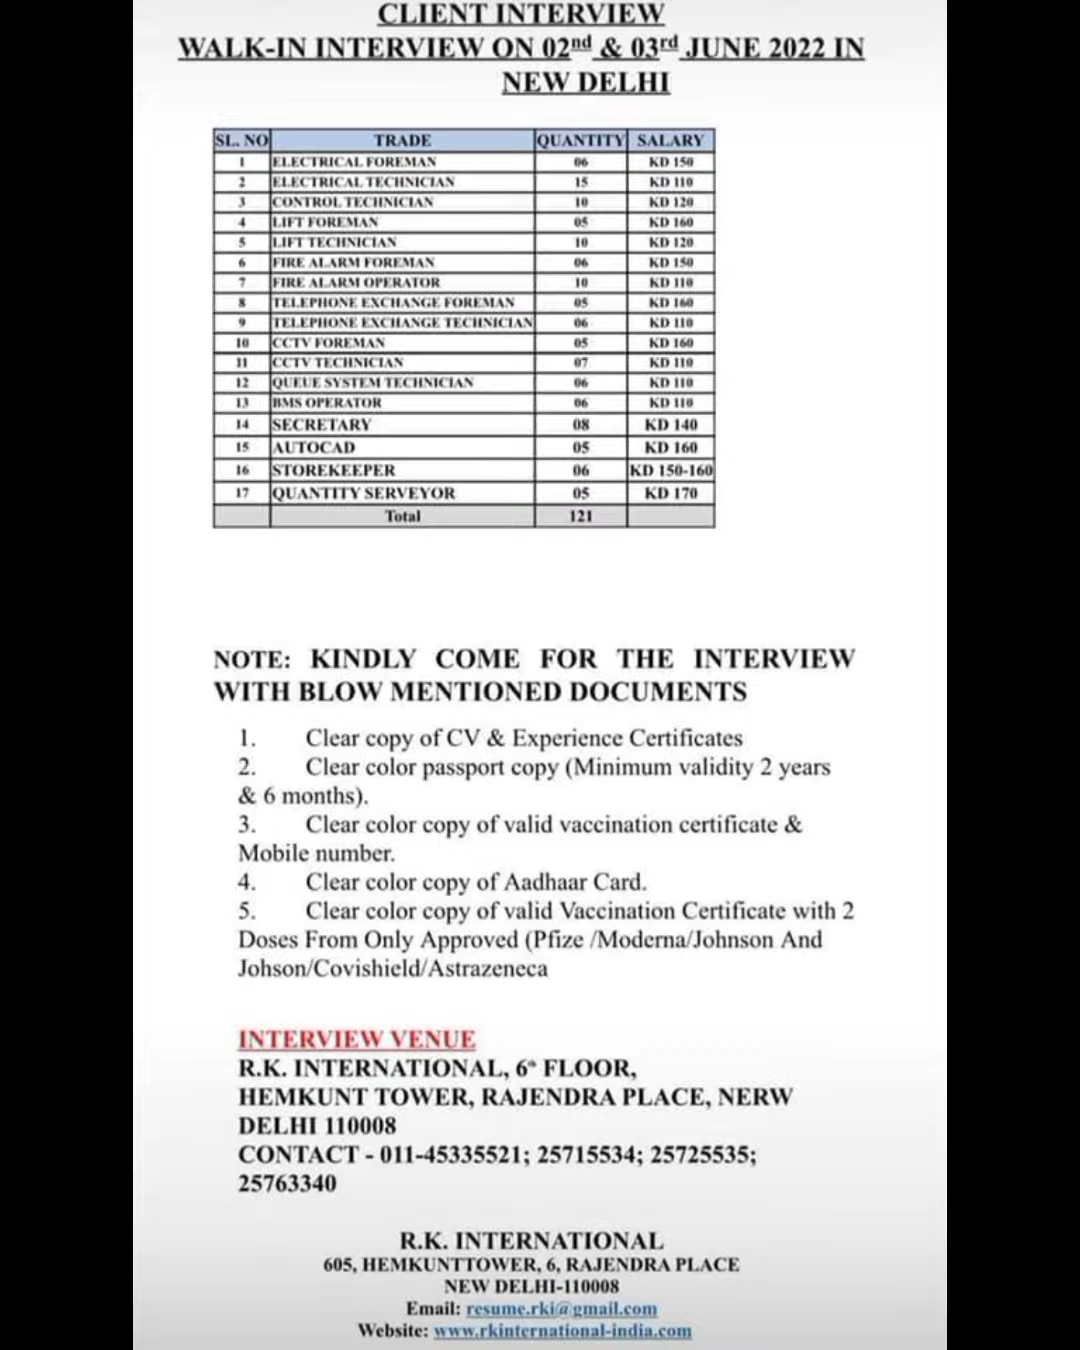 CLIENT INTERVIEW
WALK-IN INTERVIEW ON 02nd & 03rd JUNE 2022 IN
NEW DELHI
SL. NO TRADE QUANTITY SALARY
1 ELECTRICAL FOREMAN 06 KD 150
2 ELECTRICAL TECHNICIAN 15 KD 110
3 CONTROL TECHNICIAN 10 KD 120
4 LIFT FOREMAN 05 KD 160
5 LIFT TECHNICIAN 10 KD 120
6 FIRE ALARM FOREMAN 06 KD 150
7 FIRE ALARM OPERATOR 10 KD 110
8 TELEPHONE EXCHANGE FOREMAN 05 KD 160
9 TELEPHONE EXCHANGE TECHNICIAN 06 KD 110
10 CCTV FOREMAN 05 KD 160
11 CCTV TECHNICIAN 07 KD 110
12 QUEUE SYSTEM TECHNICIAN 06 KD 110
13 BMS OPERATOR 06 KD 110
14 SECRETARY 08 KD 140
15 AUTOCAD 05 KD 160
16 STOREKEEPER 06 KD 150-160
17 QUANTITY SERVEYOR 05 KD 170
Total 121
NOTE: KINDLY COME FOR THE INTERVIEW
WITH BLOW MENTIONED DOCUMENTS
1. Clear copy of CV & Experience Certificates
2. Clear color passport copy (Minimum validity 2 years
& 6 months).
3. Clear color copy of valid vaccination certificate &
Mobile number.
4. Clear color copy of Aadhaar Card.
5. Clear color copy of valid Vaccination Certificate with 2
Doses From Only Approved (Pfize /Moderna/Johnson And
Johson/Covishield/Astrazeneca
INTERVIEW VENUE
R.K. INTERNATIONAL, 6th FLOOR,
HEMKUNT TOWER, RAJENDRA PLACE, NERW
DELHI 110008
CONTACT - 011-45335521; 25715534; 25725535;
25763340
R.K. INTERNATIONAL
605, HEMKUNTTOWER, 6, RAJENDRA PLACE
NEW DELHI-110008
Email: resume.rki@gmail.com
Website: www.rkinternational-india.com